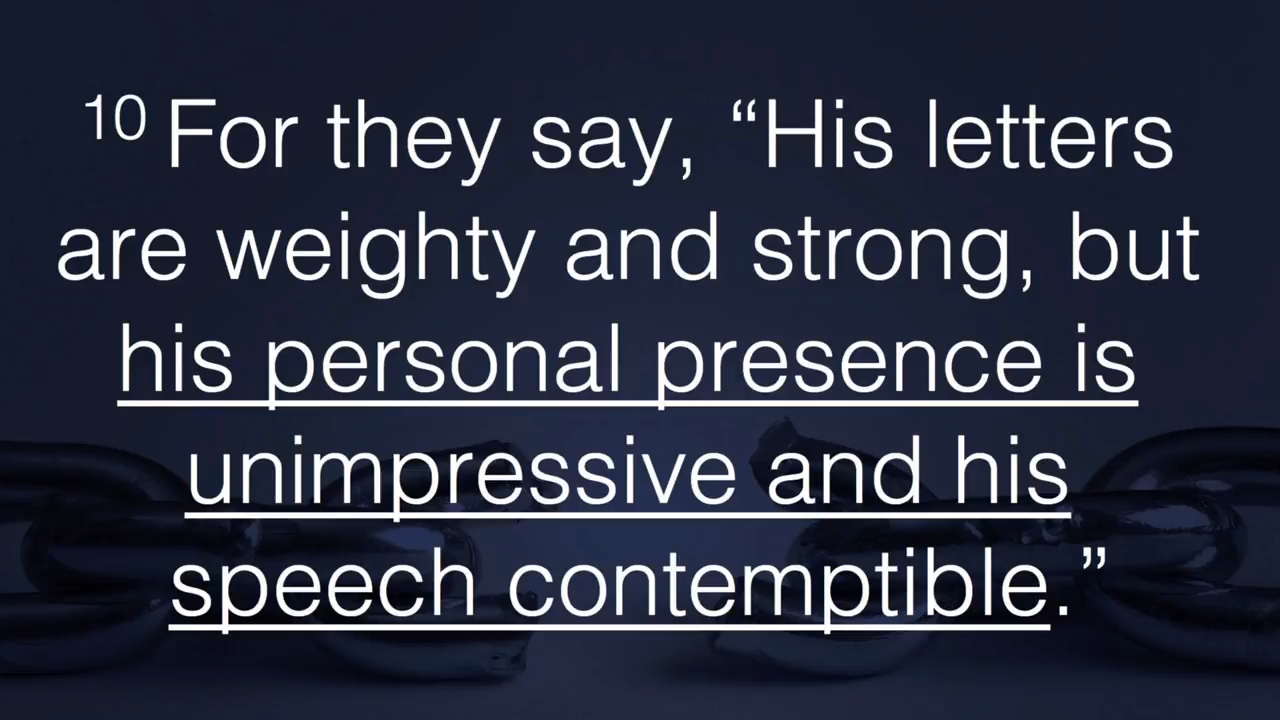 10 For they say, “His letters
are weighty and strong, but
his personal presence is
unimpressive and his
speech contemptible.”